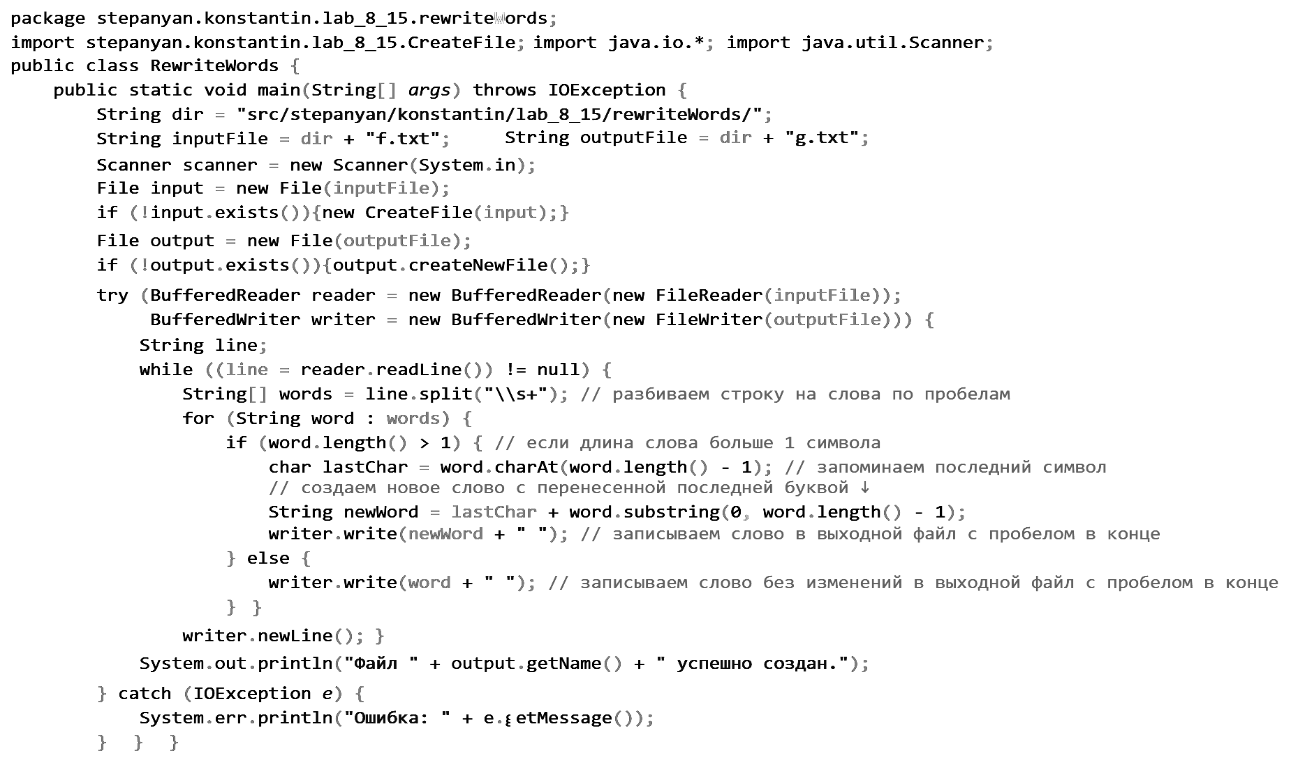 package stepanyan.konstantin.lab_8_15.rewriteWords;
import stepanyan.konstantin.lab_8_15.CreateFile; import java.io.*; import java.util.Scanner;
public class RewriteWords {
    public static void main(String[] args) throws IOException {
        String dir = "src/stepanyan/konstantin/lab_8_15/rewriteWords/";
        String inputFile = dir + "f.txt";     String outputFile = dir + "g.txt";
        Scanner scanner = new Scanner(System.in);
        File input = new File(inputFile);
        if (!input.exists()){new CreateFile(input);}
        File output = new File(outputFile);
        if (!output.exists()){output.createNewFile();}
        try (BufferedReader reader = new BufferedReader(new FileReader(inputFile));
             BufferedWriter writer = new BufferedWriter(new FileWriter(outputFile))) {
            String line;
            while ((line = reader.readLine()) != null) {
                String[] words = line.split("\\s+"); // разбиваем строку на слова по пробелам
                for (String word : words) {
                    if (word.length() > 1) { // если длина слова больше 1 символа
                        char lastChar = word.charAt(word.length() - 1); // запоминаем последний символ
                        // создаем новое слово с перенесенной последней буквой ↓
                        String newWord = lastChar + word.substring(0, word.length() - 1);
                        writer.write(newWord + " "); // записываем слово в выходной файл с пробелом в конце
                    } else {
                        writer.write(word + " "); // записываем слово без изменений в выходной файл с пробелом в конце
                    } }
                writer.newLine(); }
            System.out.println("Файл " + output.getName() + " успешно создан.");
        } catch (IOException e) {
            System.err.println("Ошибка: " + e.getMessage());
        }  }  }